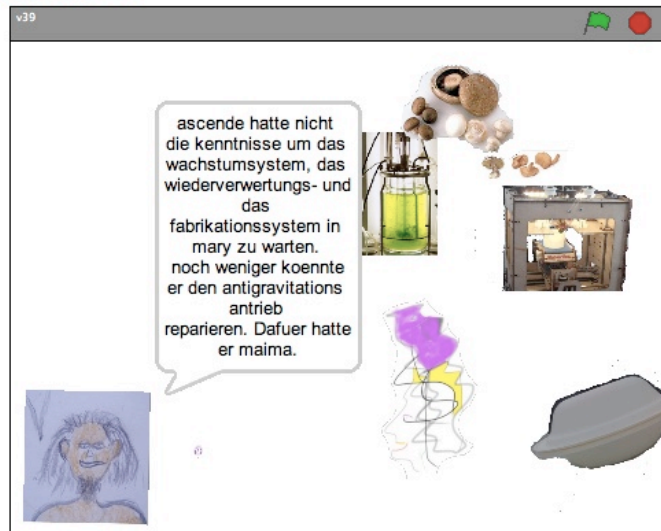 v39
ascende hatte nicht
die kenntnisse um das
wachstumsystem, das
wiederverwertungs- und
das
fabrikationssystem in
mary zu warten.
noch weniger koennte
er den antigravitations
antrieb
reparieren. Dafuer hatte
er maima.